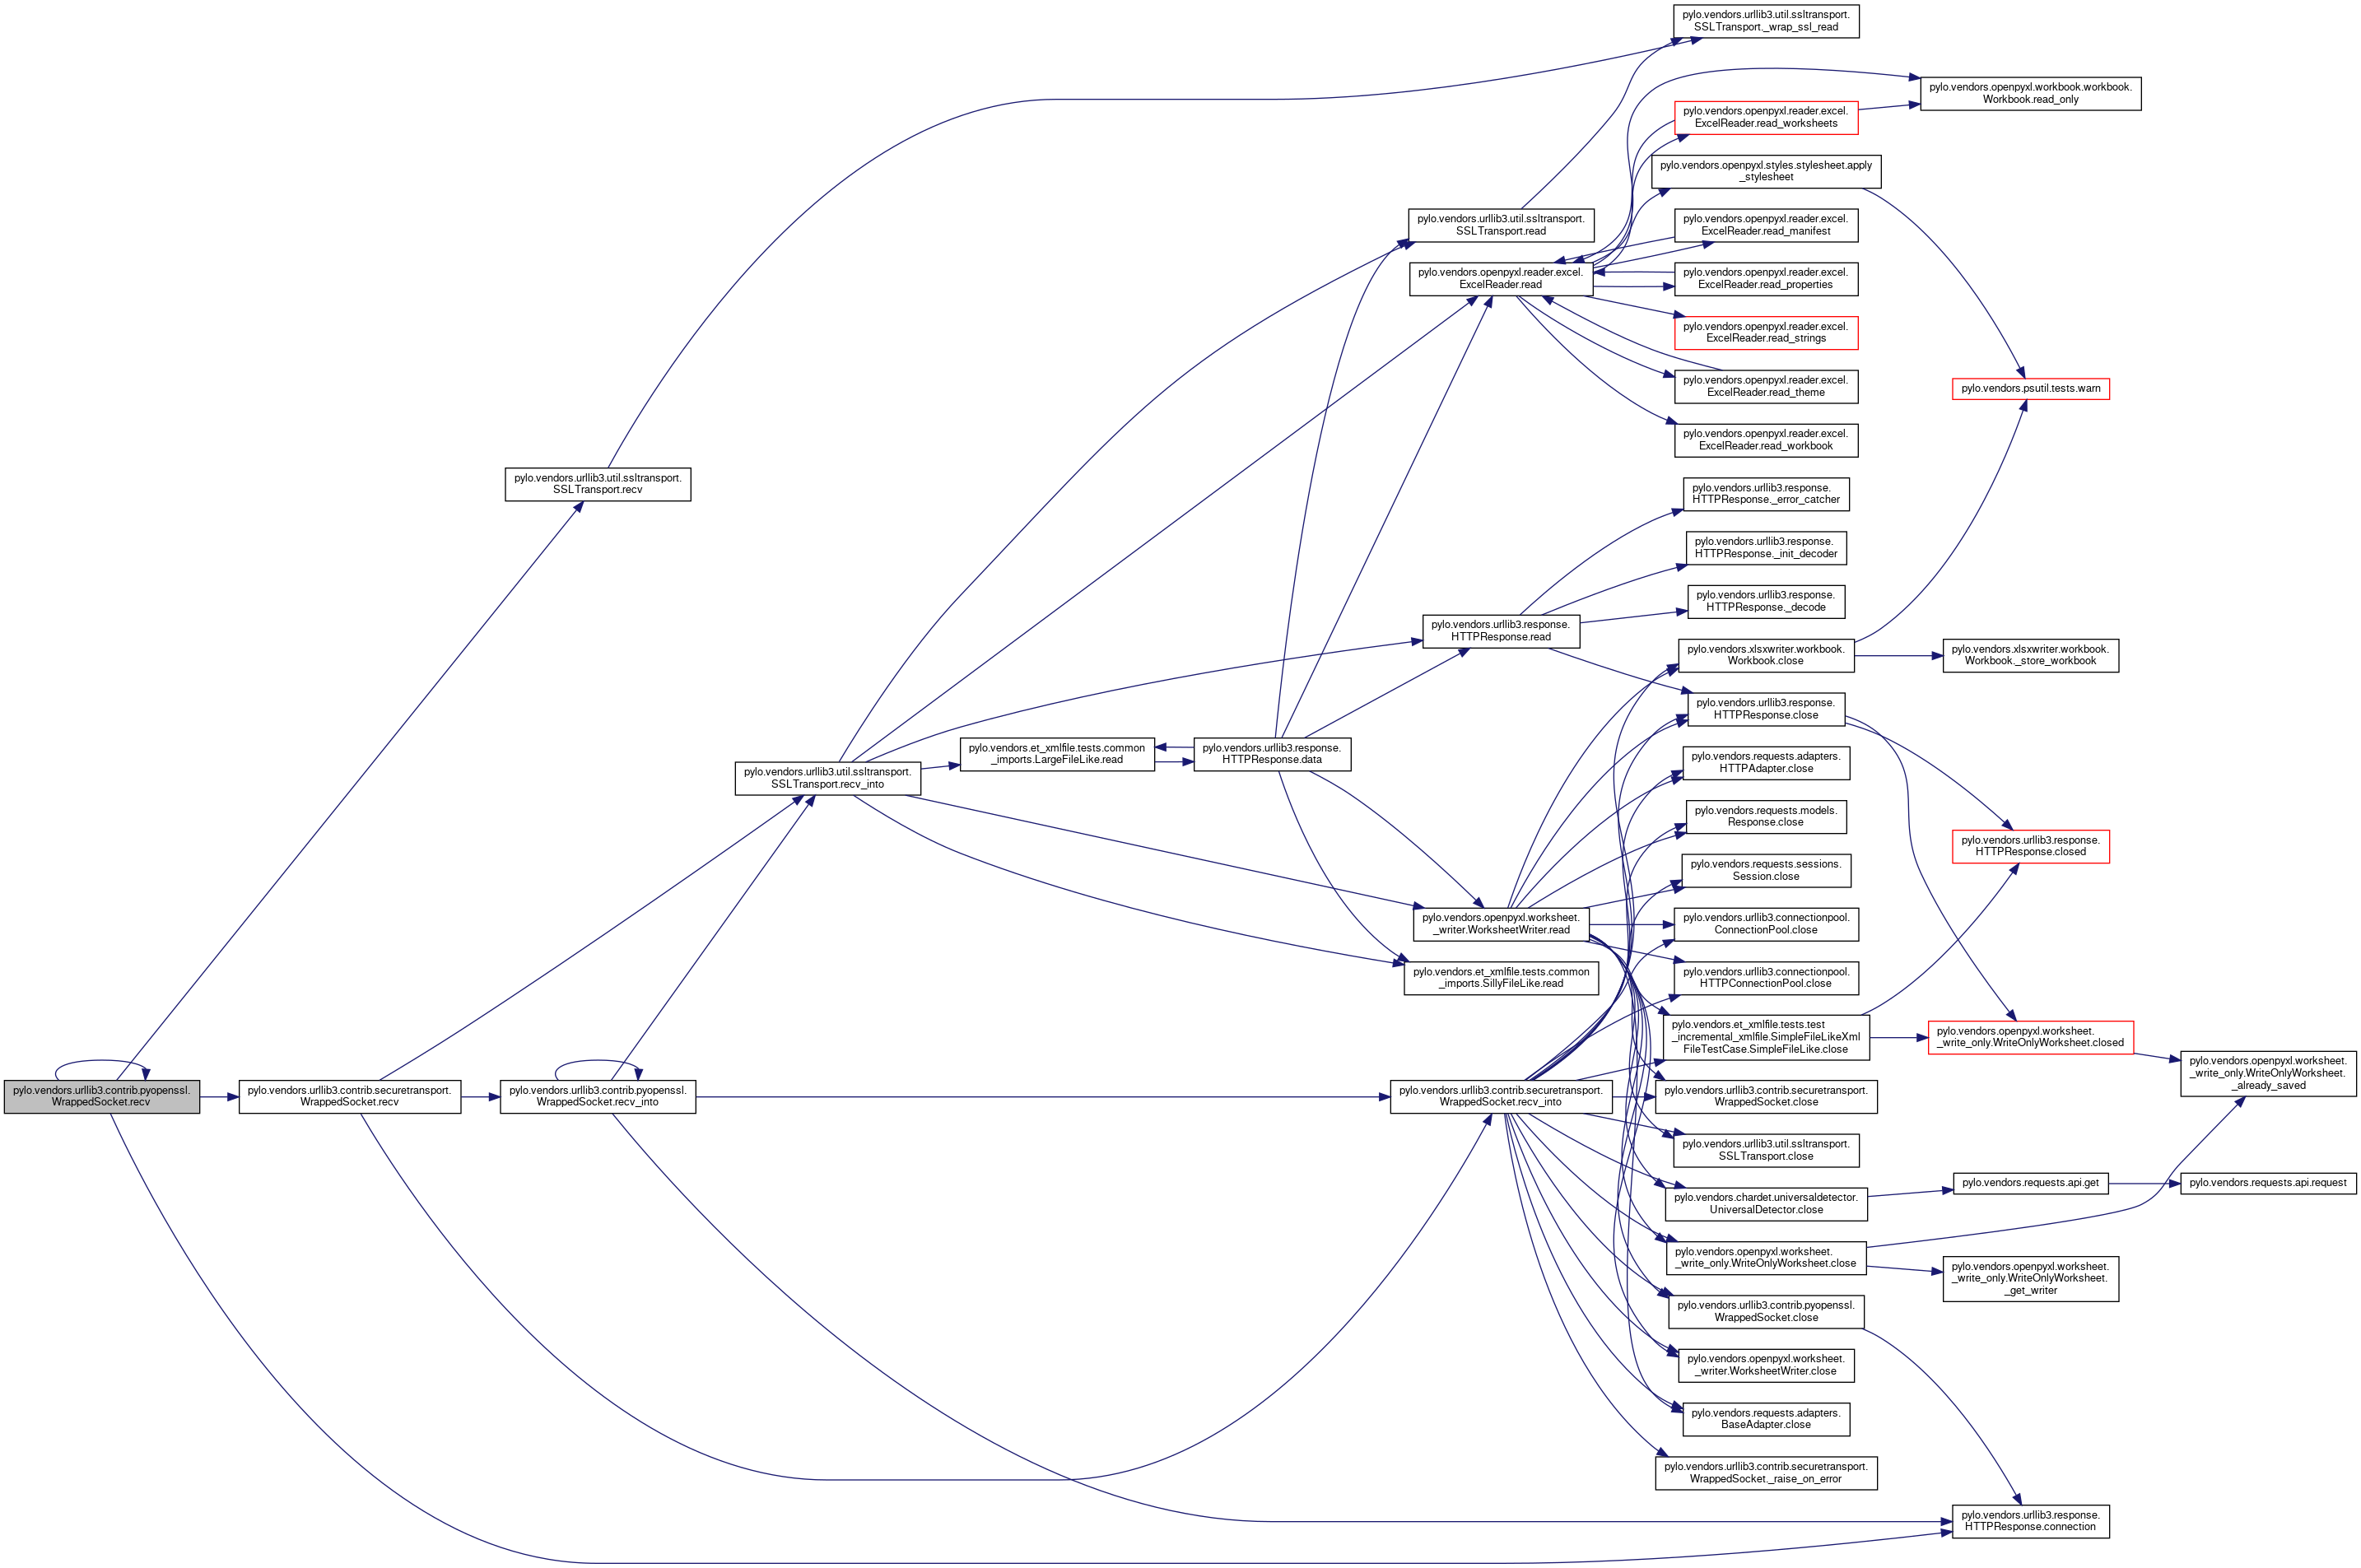 pylo.vendors.urllib3.contrib.pyopenssl.
WrappedSocket.recv
pylo.vendors.urllib3.util.ssltransport.
SSLTransport.recv
pylo.vendors.urllib3.contrib.securetransport.
WrappedSocket.recv
pylo.vendors.urllib3.contrib.pyopenssl.
WrappedSocket.recv_into
pylo.vendors.urllib3.util.ssltransport.
SSLTransport.recv_into
pylo.vendors.et_xmlfile.tests.common
_imports.LargeFileLike.read
pylo.vendors.urllib3.response.
HTTPResponse.data
pylo.vendors.urllib3.util.ssltransport.
SSLTransport.read
pylo.vendors.openpyxl.reader.excel.
ExcelReader.read
pylo.vendors.urllib3.response.
HTTPResponse.read
pylo.vendors.openpyxl.worksheet.
_writer.WorksheetWriter.read
pylo.vendors.et_xmlfile.tests.common
_imports.SillyFileLike.read
pylo.vendors.urllib3.contrib.securetransport.
WrappedSocket.recv_into
pylo.vendors.urllib3.util.ssltransport.
SSLTransport._wrap_ssl_read
pylo.vendors.openpyxl.reader.excel.
ExcelReader.read_worksheets
pylo.vendors.openpyxl.styles.stylesheet.apply
_stylesheet
pylo.vendors.openpyxl.reader.excel.
ExcelReader.read_manifest
pylo.vendors.openpyxl.reader.excel.
ExcelReader.read_properties
pylo.vendors.openpyxl.reader.excel.
ExcelReader.read_strings
pylo.vendors.openpyxl.reader.excel.
ExcelReader.read_theme
pylo.vendors.openpyxl.reader.excel.
ExcelReader.read_workbook
pylo.vendors.urllib3.response.
HTTPResponse._error_catcher
pylo.vendors.urllib3.response.
HTTPResponse._init_decoder
pylo.vendors.urllib3.response.
HTTPResponse._decode
pylo.vendors.xlsxwriter.workbook.
Workbook.close
pylo.vendors.urllib3.response.
HTTPResponse.close
pylo.vendors.requests.adapters.
HTTPAdapter.close
pylo.vendors.requests.models.
Response.close
pylo.vendors.requests.sessions.
Session.close
pylo.vendors.urllib3.connectionpool.
ConnectionPool.close
pylo.vendors.urllib3.connectionpool.
HTTPConnectionPool.close
pylo.vendors.et_xmlfile.tests.test
_incremental_xmlfile.SimpleFileLikeXml
FileTestCase.SimpleFileLike.close
pylo.vendors.urllib3.contrib.securetransport.
WrappedSocket.close
pylo.vendors.urllib3.util.ssltransport.
SSLTransport.close
pylo.vendors.chardet.universaldetector.
UniversalDetector.close
pylo.vendors.openpyxl.worksheet.
_write_only.WriteOnlyWorksheet.close
pylo.vendors.urllib3.contrib.pyopenssl.
WrappedSocket.close
pylo.vendors.openpyxl.worksheet.
_writer.WorksheetWriter.close
pylo.vendors.requests.adapters.
BaseAdapter.close
pylo.vendors.urllib3.contrib.securetransport.
WrappedSocket._raise_on_error
pylo.vendors.openpyxl.workbook.workbook.
Workbook.read_only
pylo.vendors.psutil.tests.warn
pylo.vendors.xlsxwriter.workbook.
Workbook._store_workbook
pylo.vendors.urllib3.response.
HTTPResponse.closed
pylo.vendors.openpyxl.worksheet.
_write_only.WriteOnlyWorksheet.closed
pylo.vendors.requests.api.get
pylo.vendors.openpyxl.worksheet.
_write_only.WriteOnlyWorksheet.
_get_writer
pylo.vendors.urllib3.response.
HTTPResponse.connection
pylo.vendors.openpyxl.worksheet.
_write_only.WriteOnlyWorksheet.
_already_saved
pylo.vendors.requests.api.request